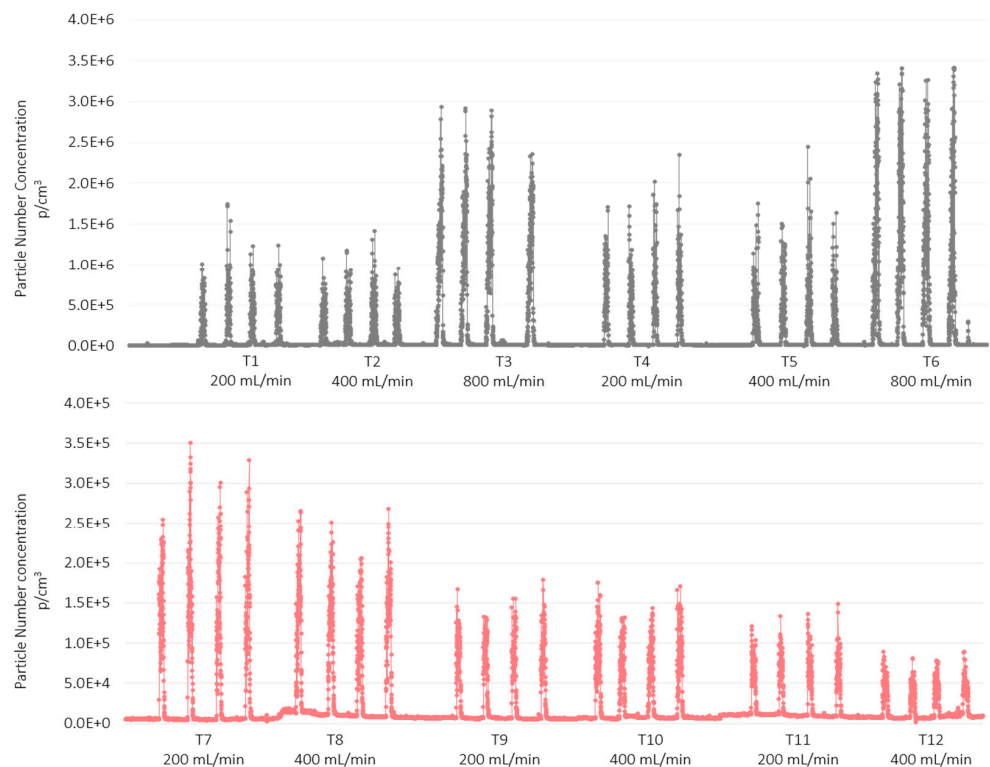 Particle Number Concentration
p/cm³
4.0E+6
3.5E+6
3.0E+6
2.5E+6
2.0E+6
1.5E+6
1.0E+6
5.0E+5
0.0E+0
T1 T2 T3 T4 T5 T6
200 mL/min 400 mL/min 800 mL/min 200 mL/min 400 mL/min 800 mL/min
Particle Number concentration
p/cm³
4.0E+5
3.5E+5
3.0E+5
2.5E+5
2.0E+5
1.5E+5
1.0E+5
5.0E+4
0.0E+0
T7 T8 T9 T10 T11 T12
200 mL/min 400 mL/min 200 mL/min 400 mL/min 200 mL/min 400 mL/min